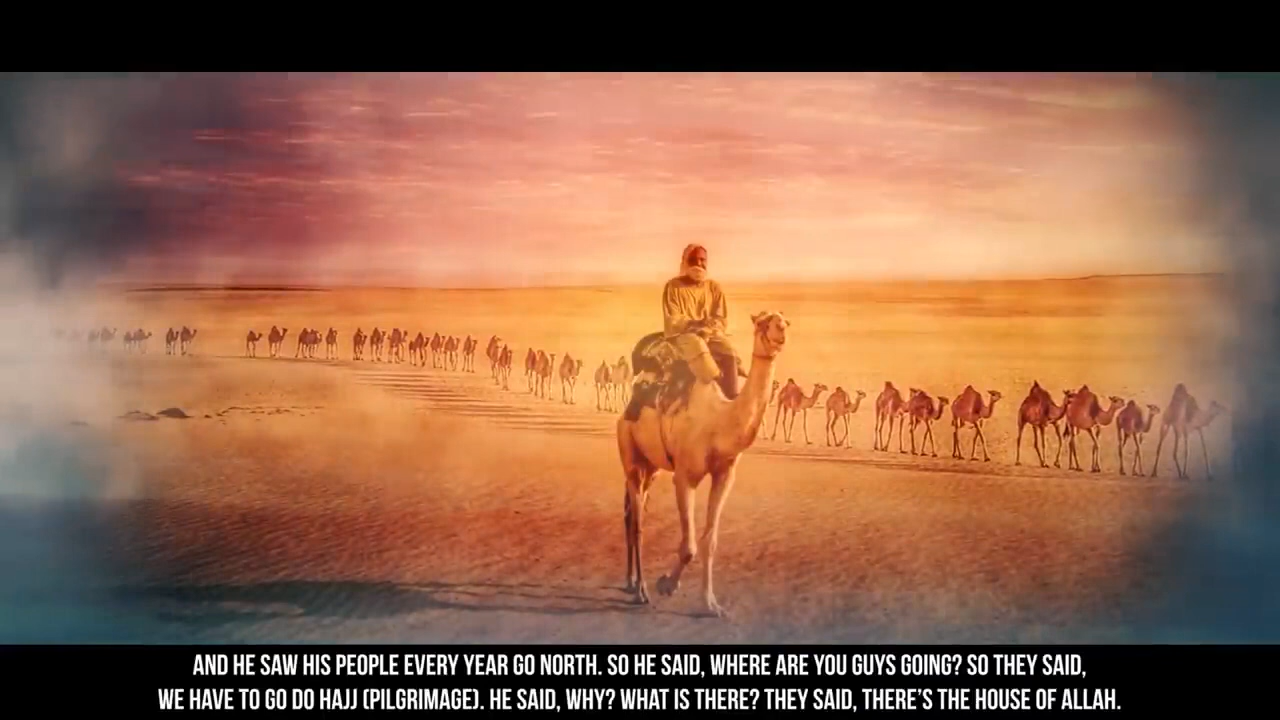 AND HE SAW HIS PEOPLE EVERY YEAR GO NORTH. SO HE SAID, WHERE ARE YOU GUYS GOING? SO THEY SAID,
WE HAVE TO GO DO HAJJ (PILGRIMAGE). HE SAID, WHY? WHAT IS THERE? THEY SAID, THERE'S THE HOUSE OF ALLAH.